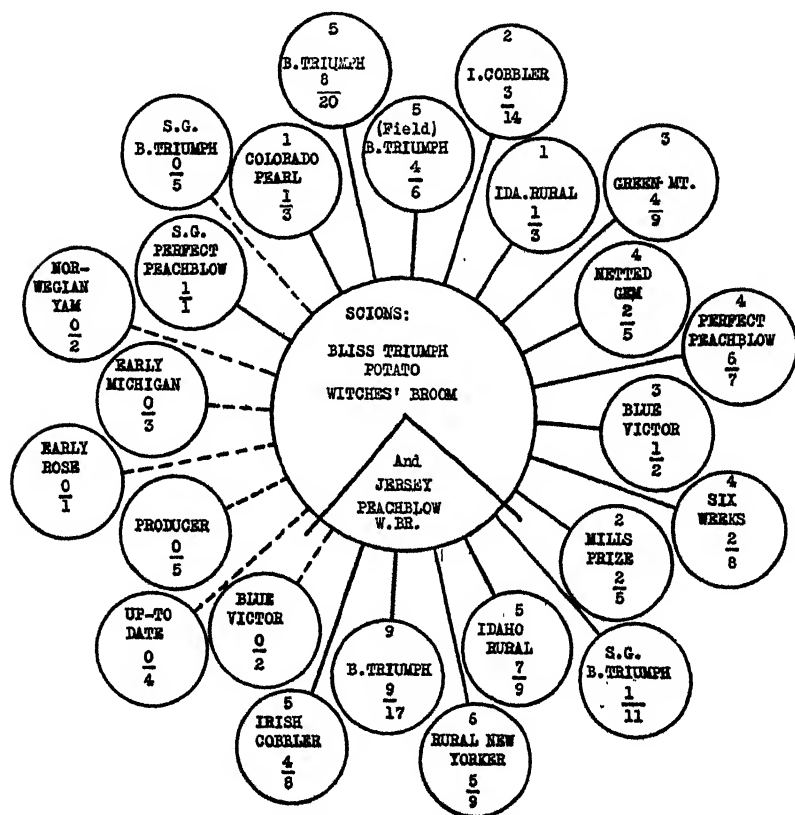 SCIONS:
BLISS TRIUMPH
POTATO
WITCHES' BROOM
And
JERSEY
PEACHBLOW
W.BR.
5
B.TRIUMPH
8
20
5
(Field)
B.TRIUMPH
4
6
2
I.COBBLER
3
14
1
IDA.RURAL
1
3
3
GREEN MT.
4
9
4
NETTED
GEM
2
5
4
PERFECT
PEACHBLOW
6
7
3
BLUE
VICTOR
1
2
4
SIX
WEEKS
2
8
2
MILLS
PRIZE
2
5
S.G.
B.TRIUMPH
1
11
5
IDAHO
RURAL
7
9
6
RURAL NEW
YORKER
5
9
9
B.TRIUMPH
9
17
5
IRISH
COBBLER
4
8
BLUE
VICTOR
0
2
UP-TO
DATE
0
4
PRODUCER
0
5
EARLY
ROSE
0
1
EARLY
MICHIGAN
0
3
NOR-
WEGIAN
YAM
0
2
S.G.
PERFECT
PEACHBLOW
1
1
S.G.
B.TRIUMPH
0
5
1
COLORADO
PEARL
1
3